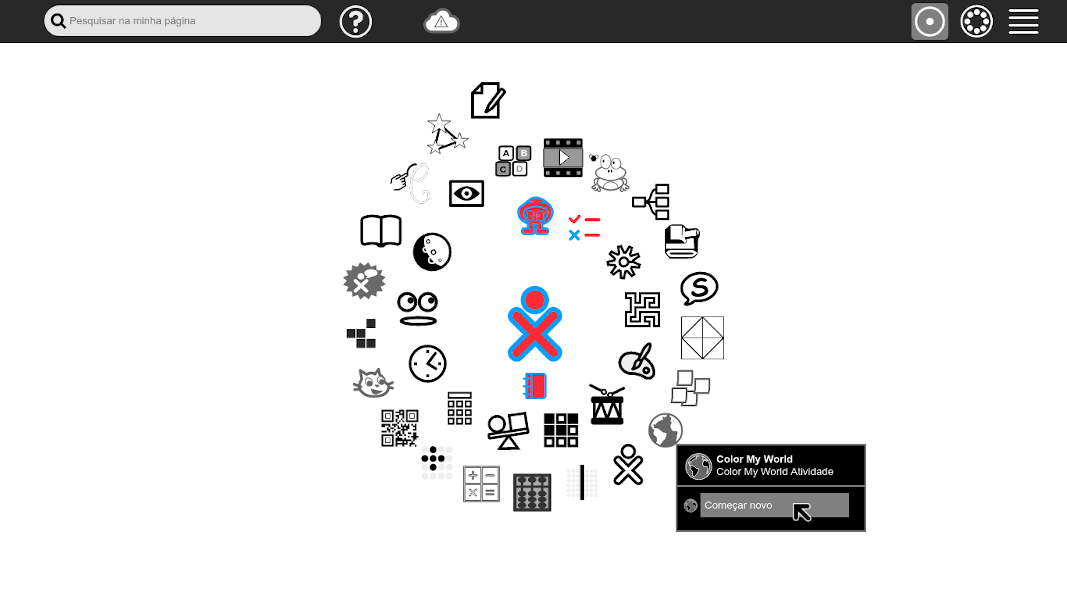 Pesquisar na minha página
?
A B
C D
S
Color My World
Color My World Atividade
Começar novo